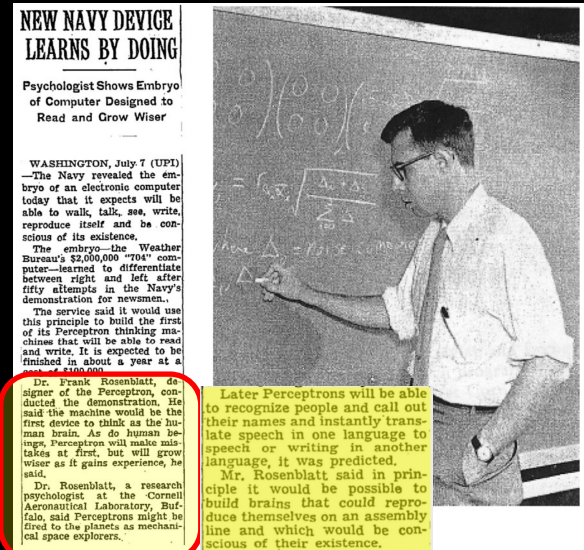 NEW NAVY DEVICE
LEARNS BY DOING
Psychologist Shows Embryo
of Computer Designed to
Read and Grow Wiser
WASHINGTON, July 7 (UPI)
—The Navy revealed the em-
bryo of an electronic computer
today that it expects will be
able to walk, talk, see, write,
reproduce itself and be con-
scious of its existence.
The embryo—the Weather
Bureau's $2,000,000 "704" com-
puter—learned to differentiate
between right and left after
fifty attempts in the Navy's
demonstration for newsmen.
The service said it would use
this principle to build the first
of its Perceptron thinking ma-
chines that will be able to read
and write. It is expected to be
finished in about a year at a
cost of $100,000.
Dr. Frank Rosenblatt, de-
signer of the Perceptron, con-
ducted the demonstration. He
said the machine would be the
first device to think as the hu-
man brain. As do human be-
ings, Perceptron will make mis-
takes at first, but will grow
wiser as it gains experience, he
said.
Dr. Rosenblatt, a research
psychologist at the Cornell
Aeronautical Laboratory, Buf-
falo, said Perceptrons might be
fired to the planets as mechani-
cal space explorers.
Later Perceptrons will be able
to recognize people and call out
their names and instantly trans-
late speech in one language to
speech or writing in another
language, it was predicted.
Mr. Rosenblatt said in prin-
ciple it would be possible to
build brains that could repro-
duce themselves on an assembly
line and which would be con-
scious of their existence.